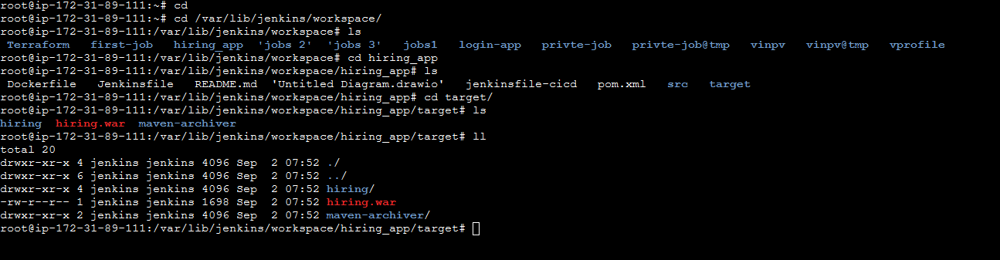 root@ip-172-31-89-111:~# cd
root@ip-172-31-89-111:~# cd /var/lib/jenkins/workspace/
root@ip-172-31-89-111:/var/lib/jenkins/workspace# ls
Terraform first-job hiring_app 'jobs 2' 'jobs 3' jobs1 login-app privte-job privte-job@tmp vinpv vinpv@tmp vprofile
root@ip-172-31-89-111:/var/lib/jenkins/workspace# cd hiring_app
root@ip-172-31-89-111:/var/lib/jenkins/workspace/hiring_app# ls
Dockerfile Jenkinsfile README.md 'Untitled Diagram.drawio' jenkinsfile-cicd pom.xml src target
root@ip-172-31-89-111:/var/lib/jenkins/workspace/hiring_app# cd target/
root@ip-172-31-89-111:/var/lib/jenkins/workspace/hiring_app/target# ls
hiring hiring.war maven-archiver
root@ip-172-31-89-111:/var/lib/jenkins/workspace/hiring_app/target# ll
total 20
drwxr-xr-x 4 jenkins jenkins 4096 Sep  2 07:52 ./
drwxr-xr-x 6 jenkins jenkins 4096 Sep  2 07:52 ../
drwxr-xr-x 4 jenkins jenkins 4096 Sep  2 07:52 hiring/
-rw-r--r-- 1 jenkins jenkins 1698 Sep  2 07:52 hiring.war
drwxr-xr-x 2 jenkins jenkins 4096 Sep  2 07:52 maven-archiver/
root@ip-172-31-89-111:/var/lib/jenkins/workspace/hiring_app/target#